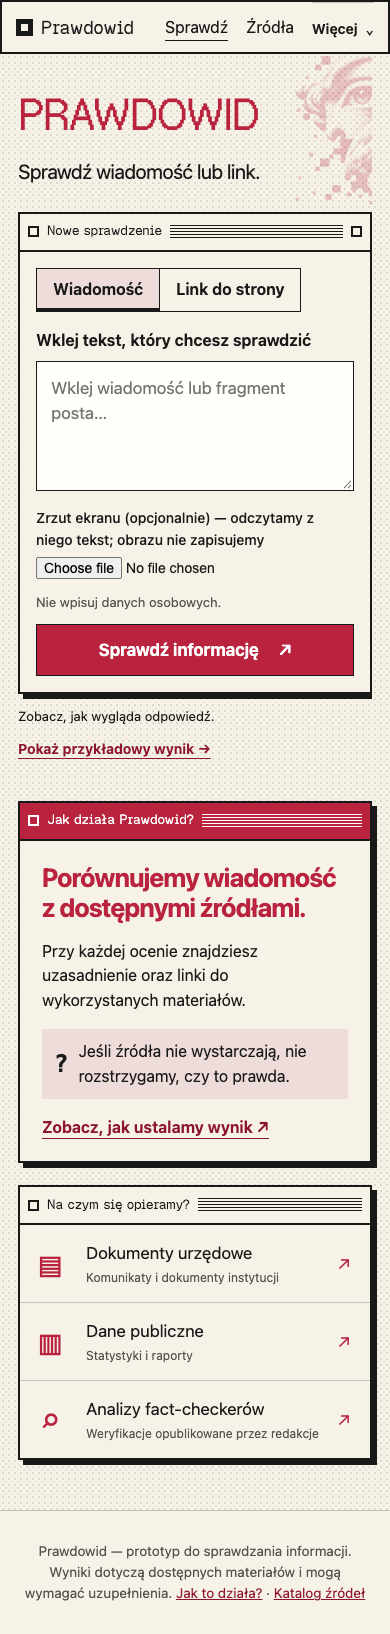 Prawdowid Sprawdź Źródła Więcej
PRAWDOWID
Sprawdź wiadomość lub link.
Nowe sprawdzenie
Wiadomość Link do strony
Wklej tekst, który chcesz sprawdzić
Wklej wiadomość lub fragment
posta...
Zrzut ekranu (opcjonalnie) — odczytamy z
niego tekst; obrazu nie zapisujemy
Choose file No file chosen
Nie wpisuj danych osobowych.
Sprawdź informację ↗
Zobacz, jak wygląda odpowiedź.
Pokaż przykładowy wynik →
Jak działa Prawdowid?
Porównujemy wiadomość
z dostępnymi źródłami.
Przy każdej ocenie znajdziesz
uzasadnienie oraz linki do
wykorzystanych materiałów.
? Jeśli źródła nie wystarczają, nie
rozstrzygamy, czy to prawda.
Zobacz, jak ustalamy wynik ↗
Na czym się opieramy?
Dokumenty urzędowe ↗
Komunikaty i dokumenty instytucji
Dane publiczne ↗
Statystyki i raporty
Analizy fact-checkerów ↗
Weryfikacje opublikowane przez redakcje
Prawdowid — prototyp do sprawdzania informacji.
Wyniki dotyczą dostępnych materiałów i mogą
wymagać uzupełnienia. Jak to działa? · Katalog źródeł